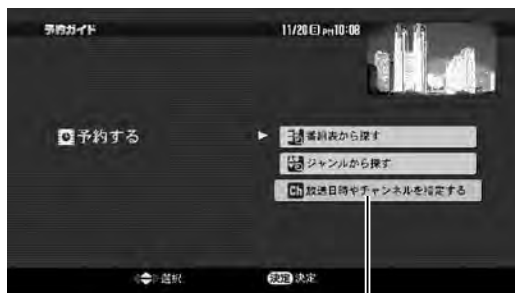 予約ガイド
11/20 日 PM10:08
予約する
番組表から探す
ジャンルから探す
Ch 放送日時やチャンネルを指定する
選択
決定 決定